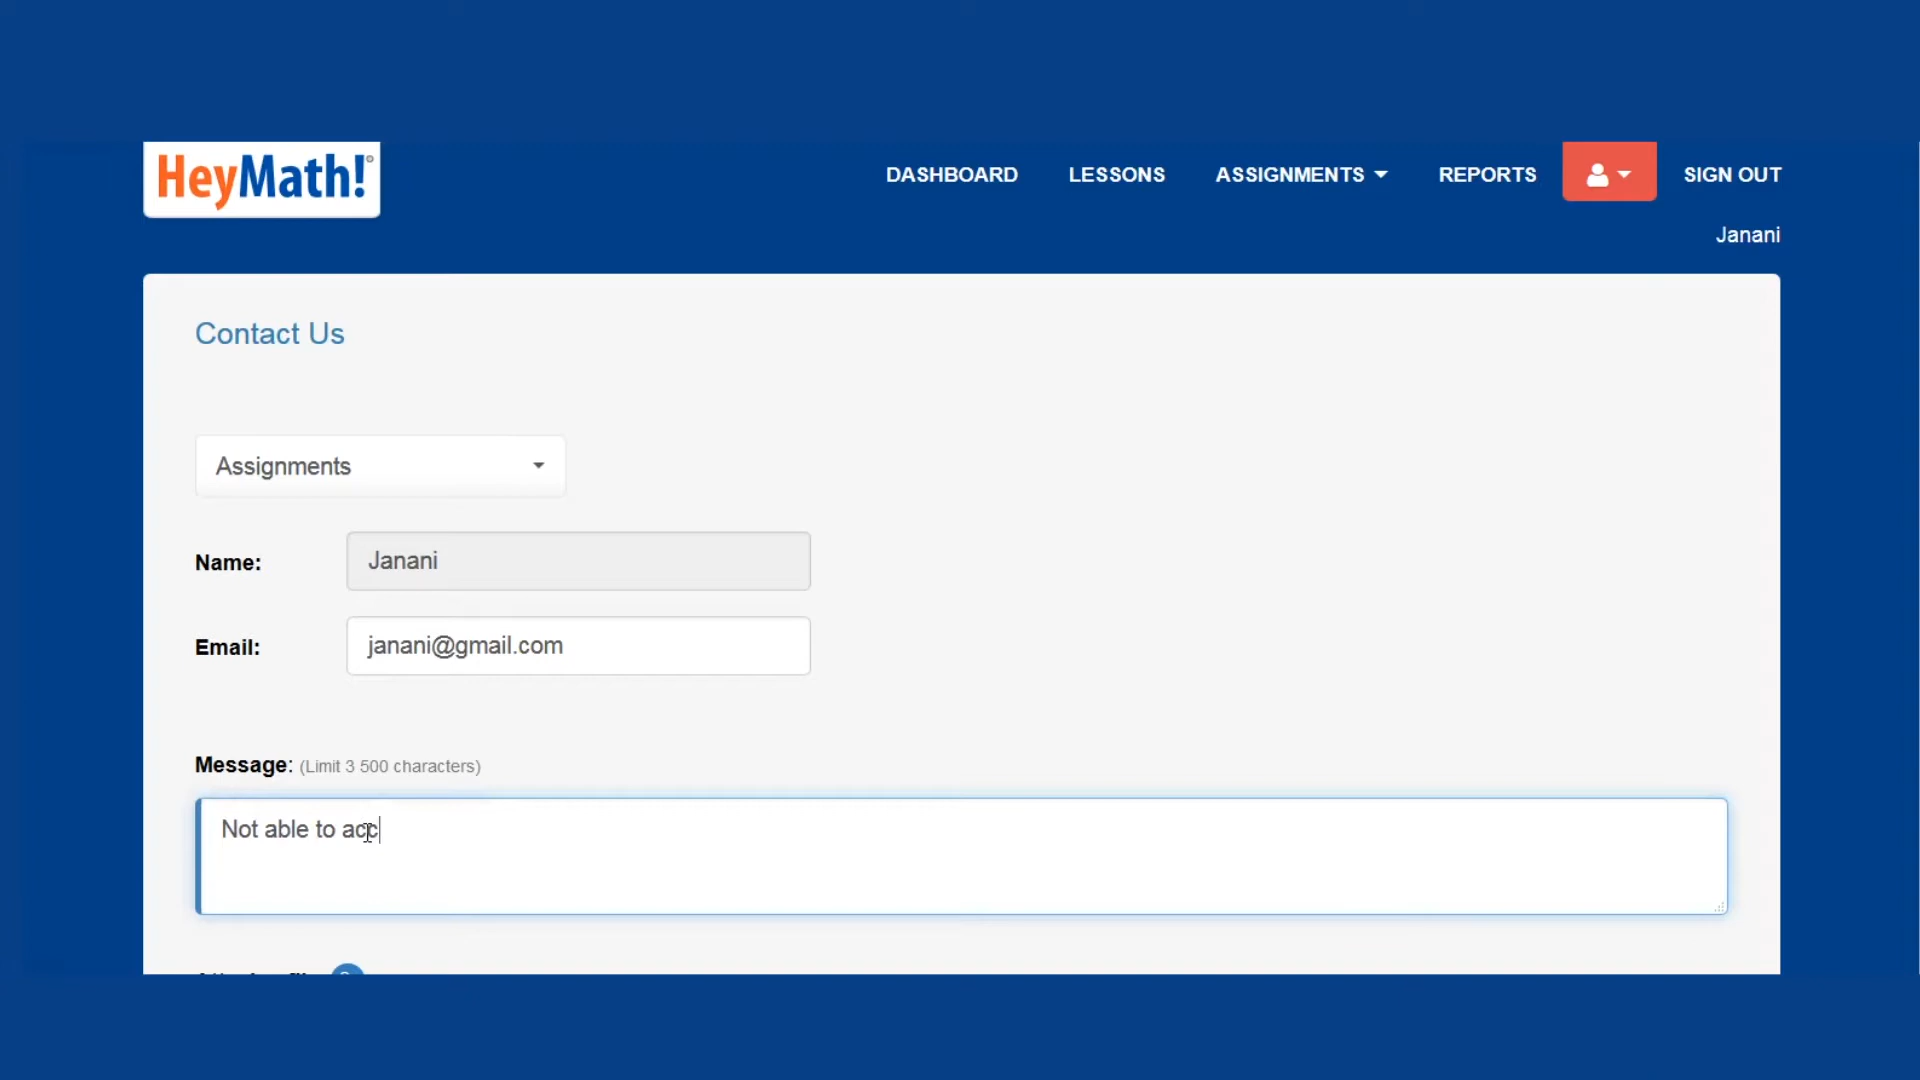 HeyMath!®
DASHBOARD LESSONS ASSIGNMENTS REPORTS SIGN OUT
Janani
Contact Us
Assignments
Name: Janani
Email: janani@gmail.com
Message: (Limit 3 500 characters)
Not able to acc